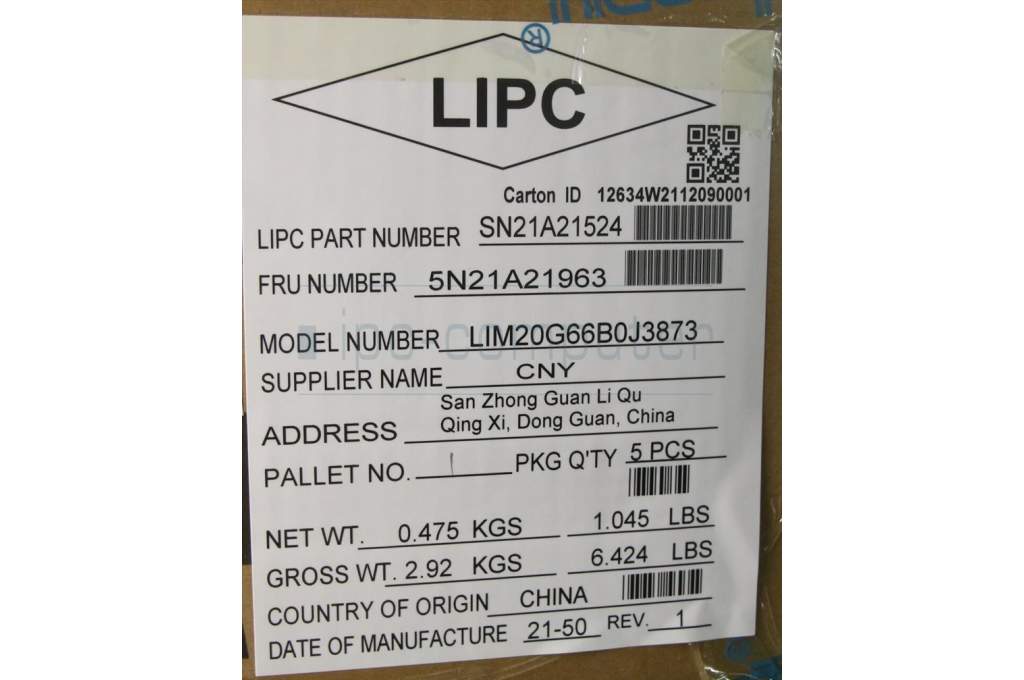 ®
LIPC
Carton ID 12634W2112090001
LIPC PART NUMBER SN21A21524
FRU NUMBER 5N21A21963
ipc computer
MODEL NUMBER LIM20G66B0J3873
SUPPLIER NAME CNY
San Zhong Guan Li Qu
ADDRESS Qing Xi, Dong Guan, China
PALLET NO. 1 PKG Q'TY 5 PCS
NET WT. 0.475 KGS 1.045 LBS
GROSS WT. 2.92 KGS 6.424 LBS
COUNTRY OF ORIGIN CHINA
DATE OF MANUFACTURE 21-50 REV. 1